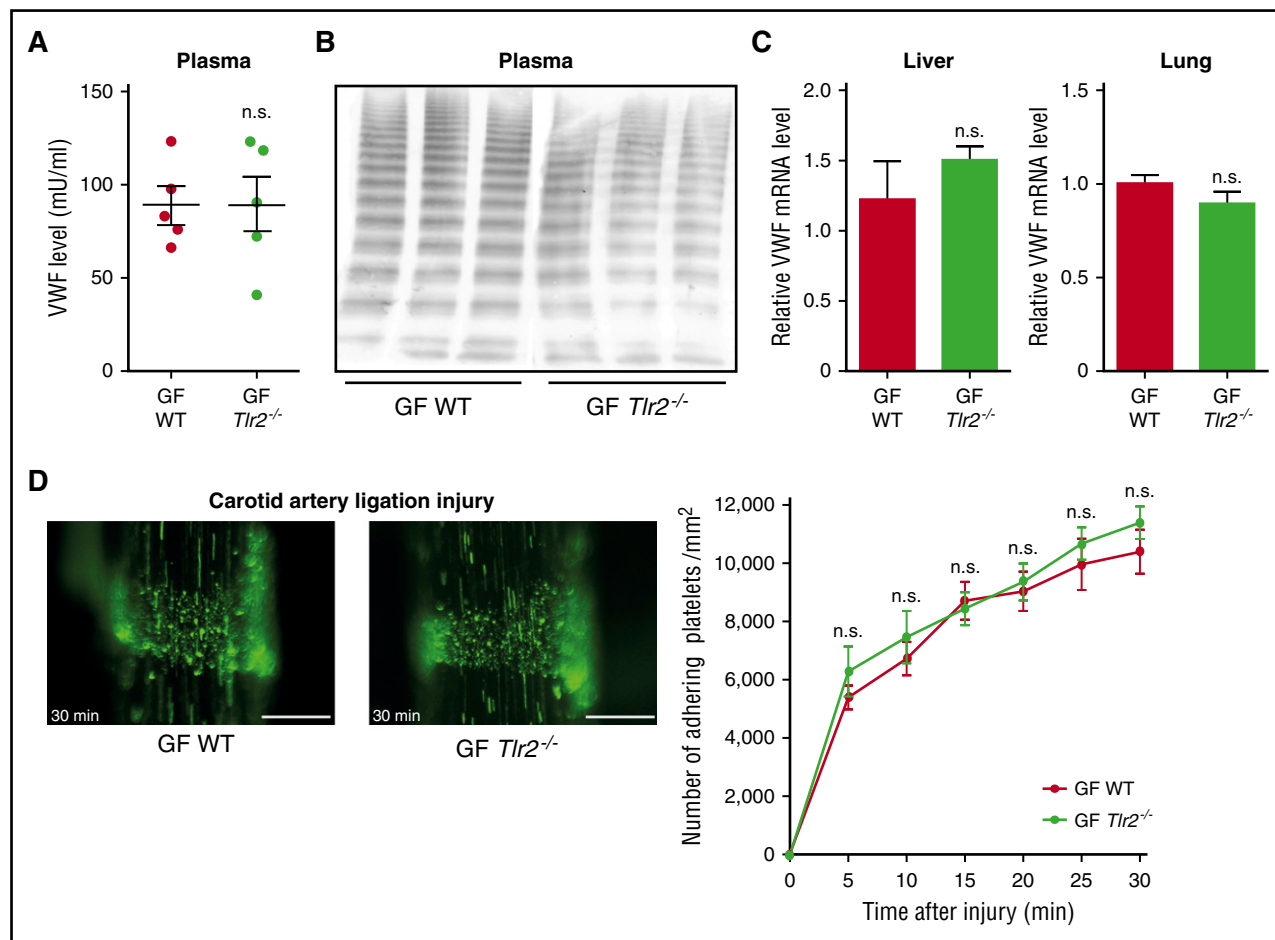 A
Plasma
VWF level (mU/ml)
150
100
50
0
n.s.
GF
WT
GF
Tlr2-/-
B
Plasma
GF WT
GF Tlr2-/-
C
Liver
Relative VWF mRNA level
2.0
1.5
1.0
0.5
0
n.s.
GF
WT
GF
Tlr2-/-
Lung
Relative VWF mRNA level
1.5
1.0
0.5
0
n.s.
GF
WT
GF
Tlr2-/-
D
Carotid artery ligation injury
30 min
GF WT
30 min
GF Tlr2-/-
Number of adhering platelets/mm2
12,000
10,000
8,000
6,000
4,000
2,000
0
n.s.
n.s.
n.s.
n.s.
n.s.
n.s.
GF WT
GF Tlr2-/-
0 5 10 15 20 25 30
Time after injury (min)